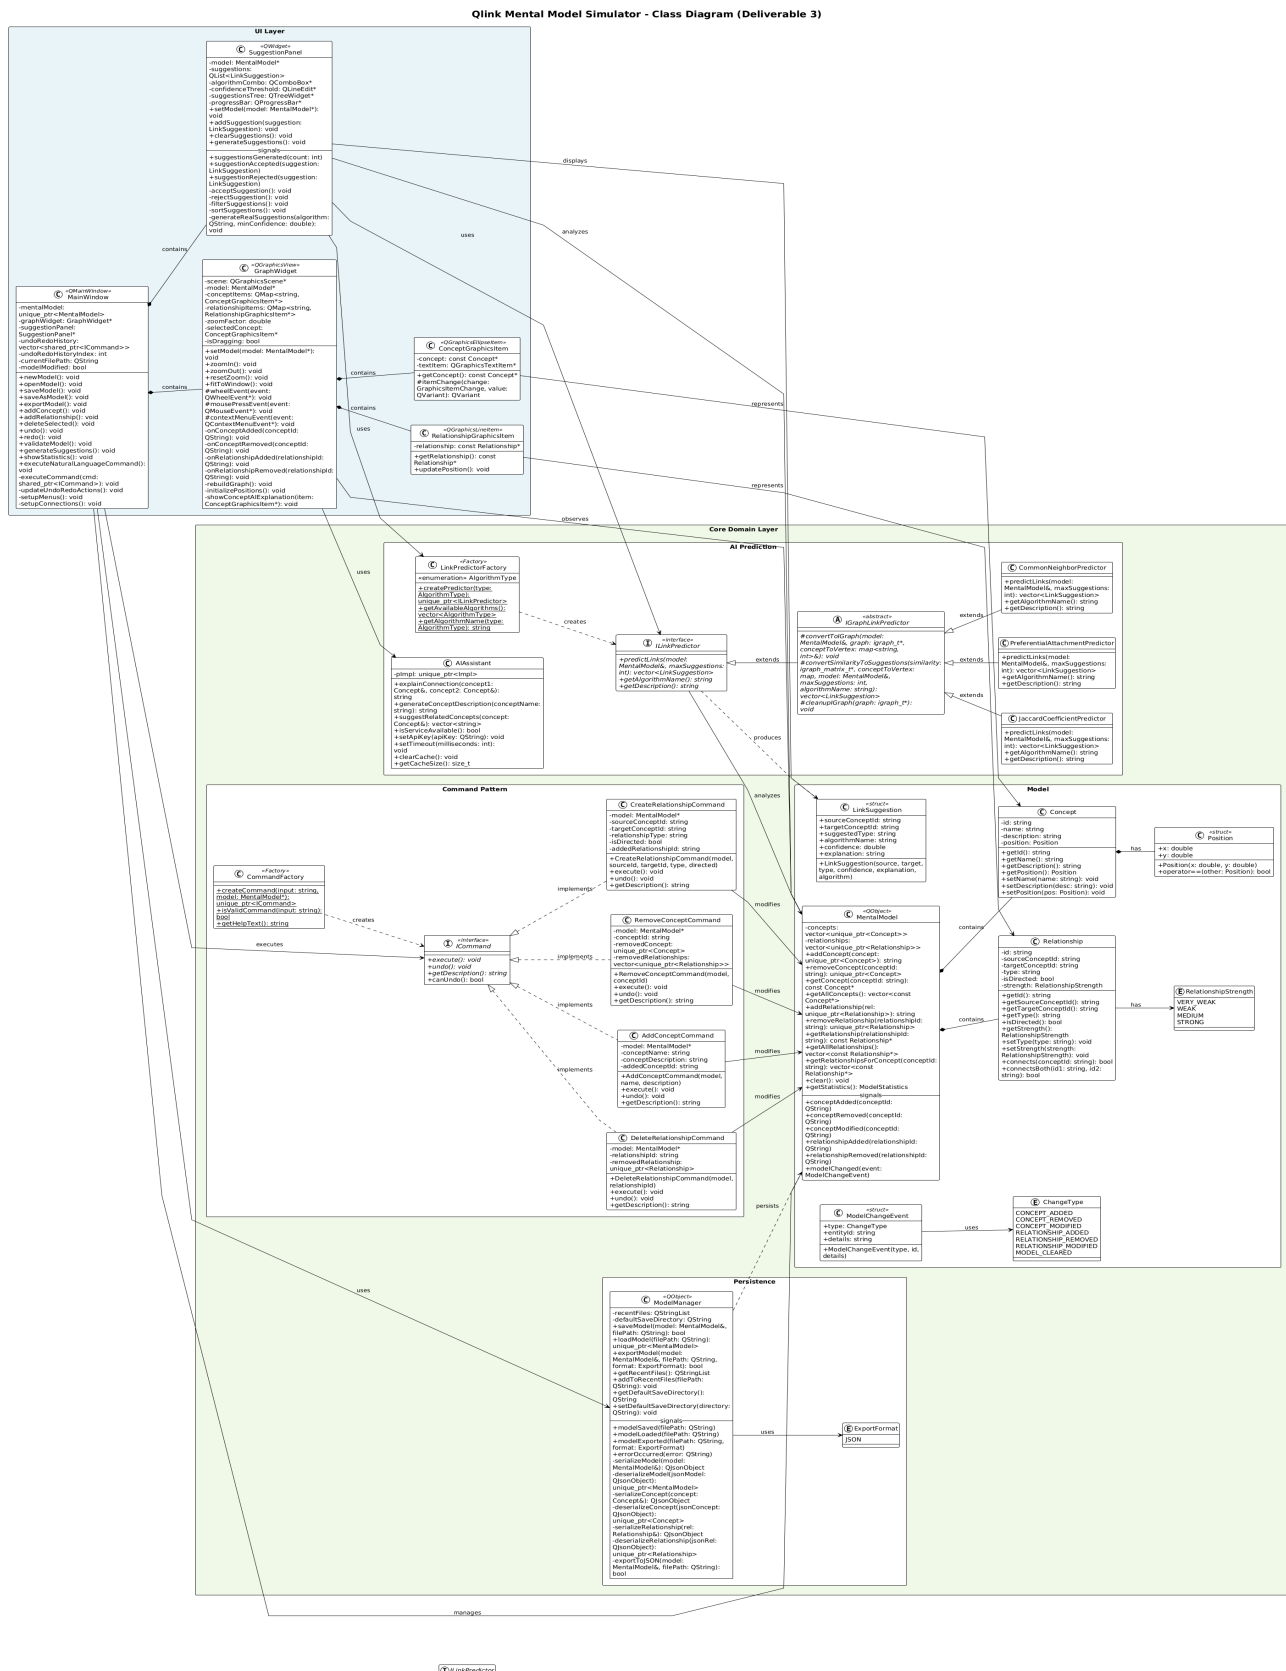 Qlink Mental Model Simulator - Class Diagram (Deliverable 3)
UI Layer
«QWidget»
SuggestionPanel
-model: MentalModel*
-suggestions:
QList<LinkSuggestion>
-algorithmCombo: QComboBox*
-confidenceThreshold: QLineEdit*
-suggestionsTree: QTreeWidget*
-progressBar: QProgressBar*
+setModel(model: MentalModel*):
void
+addSuggestion(suggestion:
LinkSuggestion): void
+clearSuggestions(): void
+generateSuggestions(): void
signals
+suggestionsGenerated(count: int)
+suggestionAccepted(suggestion:
LinkSuggestion)
+suggestionRejected(suggestion:
LinkSuggestion)
-acceptSuggestion(): void
-rejectSuggestion(): void
-filterSuggestions(): void
-sortSuggestions(): void
-generateRealSuggestions(algorithm:
QString, minConfidence: double):
void
displays
analyzes
uses
contains
«QMainWindow»
MainWindow
-mentalModel:
unique_ptr<MentalModel>
-graphWidget: GraphWidget*
-suggestionPanel:
SuggestionPanel*
-undoRedoHistory:
vector<shared_ptr<ICommand>>
-undoRedoHistoryIndex: int
-currentFilePath: QString
-modelModified: bool
+newModel(): void
+openModel(): void
+saveModel(): void
+saveAsModel(): void
+exportModel(): void
+addConcept(): void
+addRelationship(): void
+deleteSelected(): void
+undo(): void
+redo(): void
+validateModel(): void
+generateSuggestions(): void
+showStatistics(): void
+executeNaturalLanguageCommand():
void
-executeCommand(cmd:
shared_ptr<ICommand>): void
-updateUndoRedoActions(): void
-setupMenus(): void
-setupConnections(): void
contains
«QGraphicsView»
GraphWidget
-scene: QGraphicsScene*
-model: MentalModel*
-conceptItems: QMap<string,
ConceptGraphicsItem*>
-relationshipItems: QMap<string,
RelationshipGraphicsItem*>
-zoomFactor: double
-selectedConcept:
ConceptGraphicsItem*
-isDragging: bool
+setModel(model: MentalModel*):
void
+zoomIn(): void
+zoomOut(): void
+resetZoom(): void
+fitToWindow(): void
#wheelEvent(event:
QWheelEvent*): void
#mousePressEvent(event:
QMouseEvent*): void
#contextMenuEvent(event:
QContextMenuEvent*): void
-onConceptAdded(conceptId:
QString): void
-onConceptRemoved(conceptId:
QString): void
-onRelationshipAdded(relationshipId:
QString): void
-onRelationshipRemoved(relationshipId:
QString): void
-rebuildGraph(): void
-initializePositions(): void
-showConceptAIExplanation(item:
ConceptGraphicsItem*): void
contains
contains
uses
«QGraphicsEllipseItem»
ConceptGraphicsItem
-concept: const Concept*
-textItem: QGraphicsTextItem*
+getConcept(): const Concept*
#itemChange(change:
GraphicsItemChange, value:
QVariant): QVariant
«QGraphicsLineItem»
RelationshipGraphicsItem
-relationship: const Relationship*
+getRelationship(): const
Relationship*
+updatePosition(): void
represents
represents
observes
uses
Core Domain Layer
AI Prediction
«Factory»
LinkPredictorFactory
«enumeration» AlgorithmType
+createPredictor(type:
AlgorithmType):
unique_ptr<ILinkPredictor>
+getAvailableAlgorithms():
vector<AlgorithmType>
+getAlgorithmName(type:
AlgorithmType): string
creates
«interface»
ILinkPredictor
+predictLinks(model:
MentalModel&, maxSuggestions:
int): vector<LinkSuggestion>
+getAlgorithmName(): string
+getDescription(): string
extends
«abstract»
IGraphLinkPredictor
#convertToIGraph(model:
MentalModel&, graph: igraph_t*,
conceptToVertex: map<string,
int>&): void
#convertSimilarityToSuggestions(similarity:
igraph_matrix_t*, conceptToVertex:
map, model: MentalModel&,
maxSuggestions: int,
algorithmName: string):
vector<LinkSuggestion>
#cleanupIGraph(graph: igraph_t*):
void
extends
extends
extends
CommonNeighborPredictor
+predictLinks(model:
MentalModel&, maxSuggestions:
int): vector<LinkSuggestion>
+getAlgorithmName(): string
+getDescription(): string
PreferentialAttachmentPredictor
+predictLinks(model:
MentalModel&, maxSuggestions:
int): vector<LinkSuggestion>
+getAlgorithmName(): string
+getDescription(): string
JaccardCoefficientPredictor
+predictLinks(model:
MentalModel&, maxSuggestions:
int): vector<LinkSuggestion>
+getAlgorithmName(): string
+getDescription(): string
AIAssistant
-pImpl: unique_ptr<Impl>
+explainConnection(concept1:
Concept&, concept2: Concept&):
string
+generateConceptDescription(conceptName:
string): string
+suggestRelatedConcepts(concept:
Concept&): vector<string>
+isServiceAvailable(): bool
+setApiKey(apiKey: QString): void
+setTimeout(milliseconds: int):
void
+clearCache(): void
+getCacheSize(): size_t
produces
analyzes
Command Pattern
«Factory»
CommandFactory
+createCommand(input: string,
model: MentalModel*):
unique_ptr<ICommand>
+isValidCommand(input: string):
bool
+getHelpText(): string
creates
executes
«interface»
ICommand
+execute(): void
+undo(): void
+getDescription(): string
+canUndo(): bool
implements
implements
implements
implements
CreateRelationshipCommand
-model: MentalModel*
-sourceConceptId: string
-targetConceptId: string
-relationshipType: string
-isDirected: bool
-addedRelationshipId: string
+CreateRelationshipCommand(model,
sourceId, targetId, type, directed)
+execute(): void
+undo(): void
+getDescription(): string
RemoveConceptCommand
-model: MentalModel*
-conceptId: string
-removedConcept:
unique_ptr<Concept>
-removedRelationships:
vector<unique_ptr<Relationship>>
+RemoveConceptCommand(model,
conceptId)
+execute(): void
+undo(): void
+getDescription(): string
AddConceptCommand
-model: MentalModel*
-conceptName: string
-conceptDescription: string
-addedConceptId: string
+AddConceptCommand(model,
name, description)
+execute(): void
+undo(): void
+getDescription(): string
DeleteRelationshipCommand
-model: MentalModel*
-relationshipId: string
-removedRelationship:
unique_ptr<Relationship>
+DeleteRelationshipCommand(model,
relationshipId)
+execute(): void
+undo(): void
+getDescription(): string
modifies
modifies
modifies
modifies
Model
«struct»
LinkSuggestion
+sourceConceptId: string
+targetConceptId: string
+suggestedType: string
+algorithmName: string
+confidence: double
+explanation: string
+LinkSuggestion(source, target,
type, confidence, explanation,
algorithm)
Concept
-id: string
-name: string
-description: string
-position: Position
+getId(): string
+getName(): string
+getDescription(): string
+getPosition(): Position
+setName(name: string): void
+setDescription(desc: string): void
+setPosition(pos: Position): void
has
«struct»
Position
+x: double
+y: double
+Position(x: double, y: double)
+operator==(other: Position): bool
«QObject»
MentalModel
-concepts:
vector<unique_ptr<Concept>>
-relationships:
vector<unique_ptr<Relationship>>
+addConcept(concept:
unique_ptr<Concept>): string
+removeConcept(conceptId:
string): unique_ptr<Concept>
+getConcept(conceptId: string):
const Concept*
+getAllConcepts(): vector<const
Concept*>
+addRelationship(rel:
unique_ptr<Relationship>): string
+removeRelationship(relationshipId:
string): unique_ptr<Relationship>
+getRelationship(relationshipId:
string): const Relationship*
+getAllRelationships():
vector<const Relationship*>
+getRelationshipsForConcept(conceptId:
string): vector<const
Relationship*>
+clear(): void
+getStatistics(): ModelStatistics
signals
+conceptAdded(conceptId:
QString)
+conceptRemoved(conceptId:
QString)
+conceptModified(conceptId:
QString)
+relationshipAdded(relationshipId:
QString)
+relationshipRemoved(relationshipId:
QString)
+modelChanged(event:
ModelChangeEvent)
contains
contains
Relationship
-id: string
-sourceConceptId: string
-targetConceptId: string
-type: string
-isDirected: bool
-strength: RelationshipStrength
+getId(): string
+getSourceConceptId(): string
+getTargetConceptId(): string
+getType(): string
+isDirected(): bool
+getStrength():
RelationshipStrength
+setType(type: string): void
+setStrength(strength:
RelationshipStrength): void
+connects(conceptId: string): bool
+connectsBoth(id1: string, id2:
string): bool
has
RelationshipStrength
VERY_WEAK
WEAK
MEDIUM
STRONG
«struct»
ModelChangeEvent
+type: ChangeType
+entityId: string
+details: string
+ModelChangeEvent(type, id,
details)
uses
ChangeType
CONCEPT_ADDED
CONCEPT_REMOVED
CONCEPT_MODIFIED
RELATIONSHIP_ADDED
RELATIONSHIP_REMOVED
RELATIONSHIP_MODIFIED
MODEL_CLEARED
persists
uses
Persistence
«QObject»
ModelManager
-recentFiles: QStringList
-defaultSaveDirectory: QString
+saveModel(model: MentalModel&,
filePath: QString): bool
+loadModel(filePath: QString):
unique_ptr<MentalModel>
+exportModel(model:
MentalModel&, filePath: QString,
format: ExportFormat): bool
+getRecentFiles(): QStringList
+addToRecentFiles(filePath:
QString): void
+getDefaultSaveDirectory():
QString
+setDefaultSaveDirectory(directory:
QString): void
signals
+modelSaved(filePath: QString)
+modelLoaded(filePath: QString)
+modelExported(filePath: QString,
format: ExportFormat)
+errorOccurred(error: QString)
-serializeModel(model:
MentalModel&): QJsonObject
-deserializeModel(jsonModel:
QJsonObject):
unique_ptr<MentalModel>
-serializeConcept(concept:
Concept&): QJsonObject
-deserializeConcept(jsonConcept:
QJsonObject):
unique_ptr<Concept>
-serializeRelationship(rel:
Relationship&): QJsonObject
-deserializeRelationship(jsonRel:
QJsonObject):
unique_ptr<Relationship>
-exportToJSON(model:
MentalModel&, filePath: QString):
bool
uses
ExportFormat
JSON
manages
ILinkPredictor